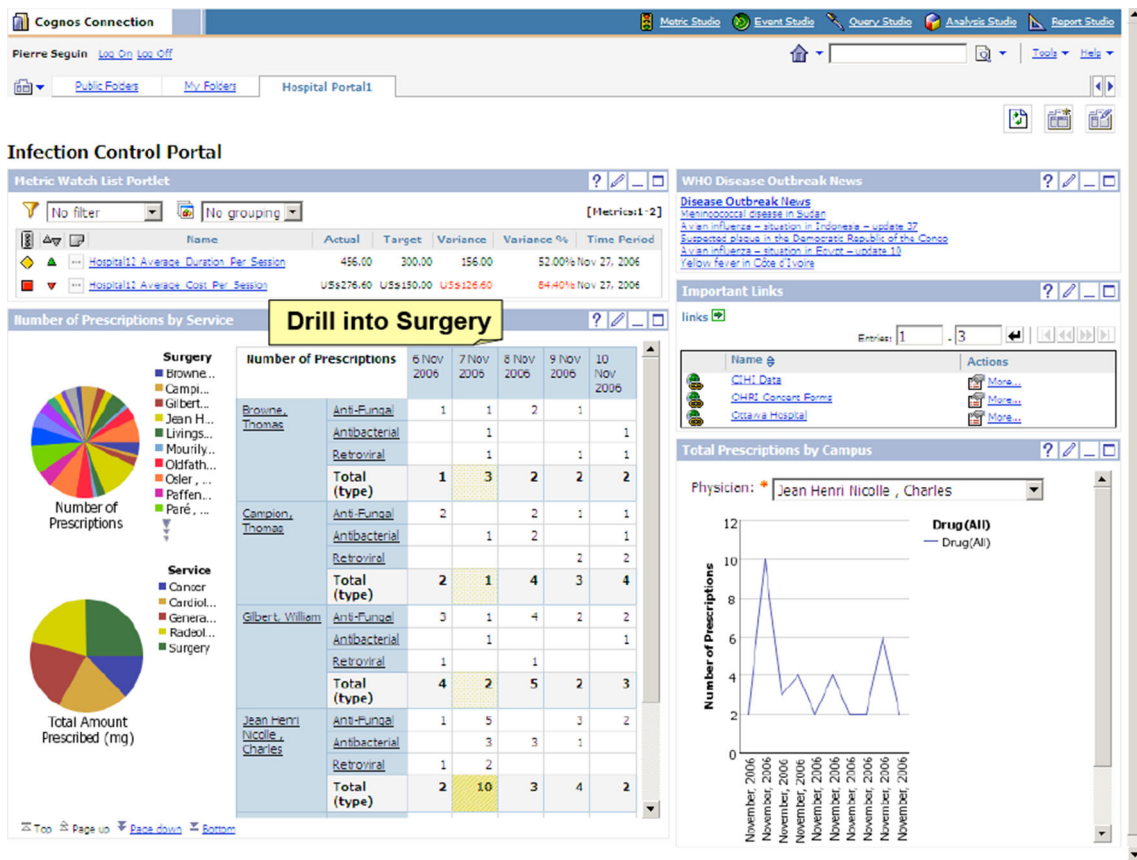 Cognos Connection
Metric Studio Event Studio Query Studio Analysis Studio Report Studio
Pierre Seguin Log On Log Off
Tools Help
Public Folders My Folders Hospital Portal1
Infection Control Portal
Metric Watch List Portlet
No filter No grouping [Metrics:1-2]
Name Actual Target Variance Variance % Time Period
Hospital12 Average Duration Per Session 456.00 300.00 156.00 52.00% Nov 27, 2006
Hospital12 Average Cost Per Session US$276.60 US$150.00 US$126.60 84.40% Nov 27, 2006
Number of Prescriptions by Service
Drill into Surgery
Surgery
Browne...
Campi...
Gilbert...
Jean H...
Livings...
Mourily...
Oldfath...
Osler , ...
Paffen...
Paré , ...
Number of
Prescriptions
Service
Cancer
Cardiol...
Genera...
Radeol...
Surgery
Total Amount
Prescribed (mg)
Number of Prescriptions 6 Nov 2006 7 Nov 2006 8 Nov 2006 9 Nov 2006 10 Nov 2006
Browne, Thomas Anti-Fungal 1 1 2 1
Antibacterial 1 1
Retroviral 1 1 1
Total (type) 1 3 2 2 2
Campion, Thomas Anti-Fungal 2 2 1 1
Antibacterial 1 2 1
Retroviral 2 2
Total (type) 2 1 4 3 4
Gilbert, William Anti-Fungal 3 1 4 2 2
Antibacterial 1 1
Retroviral 1 1
Total (type) 4 2 5 2 3
Jean Henri Nicolle , Charles Anti-Fungal 1 5 3 2
Antibacterial 3 3 1
Retroviral 1 2
Total (type) 2 10 3 4 2
Top Page up Page down Bottom
WHO Disease Outbreak News
Disease Outbreak News
Meningococcal disease in Sudan
Avian influenza – situation in Indonesia – update 37
Suspected plague in the Democratic Republic of the Congo
Avian influenza – situation in Egypt – update 10
Yellow fever in Côte d'Ivoire
Important Links
links
Entries: 1 - 3
Name Actions
CIHI Data More...
OHRI Consent Forms More...
Ottawa Hospital More...
Total Prescriptions by Campus
Physician: * Jean Henri Nicolle , Charles
Drug(All)
Drug(All)
Number of Prescriptions
12
10
8
6
4
2
0
November, 2006
November, 2006
November, 2006
November, 2006
November, 2006
November, 2006
November, 2006
November, 2006
November, 2006
November, 2006